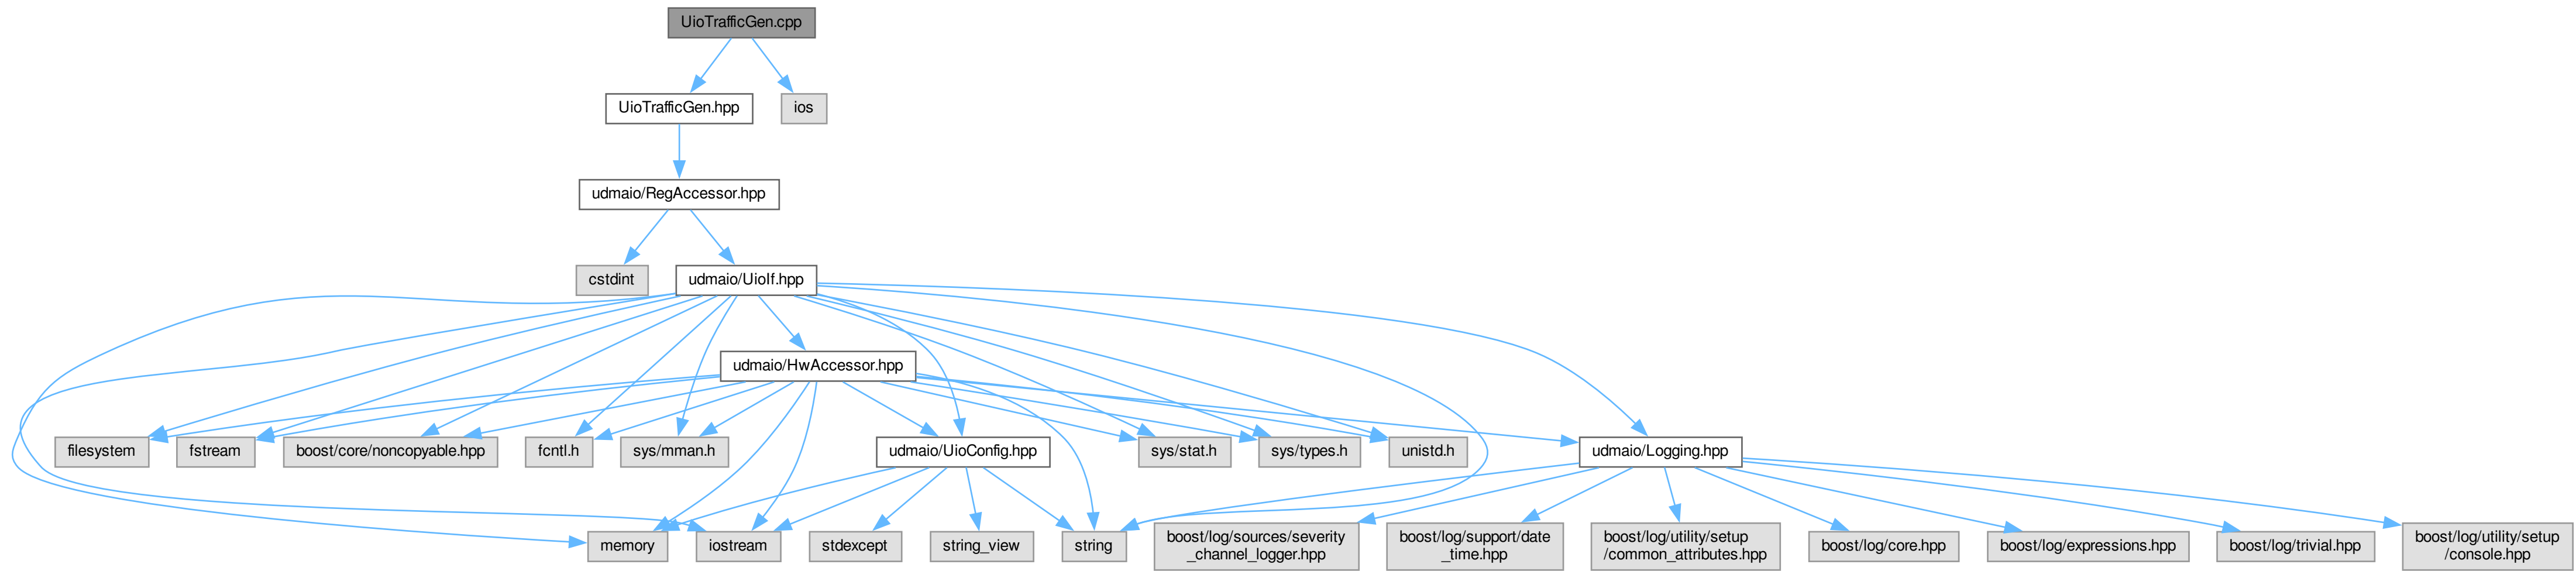 UioTrafficGen.cpp
UioTrafficGen.hpp
ios
udmaio/RegAccessor.hpp
cstdint
udmaio/UioIf.hpp
udmaio/HwAccessor.hpp
filesystem
fstream
boost/core/noncopyable.hpp
fcntl.h
sys/mman.h
udmaio/UioConfig.hpp
sys/stat.h
sys/types.h
unistd.h
udmaio/Logging.hpp
memory
iostream
stdexcept
string_view
string
boost/log/sources/severity
_channel_logger.hpp
boost/log/support/date
_time.hpp
boost/log/utility/setup
/common_attributes.hpp
boost/log/core.hpp
boost/log/expressions.hpp
boost/log/trivial.hpp
boost/log/utility/setup
/console.hpp